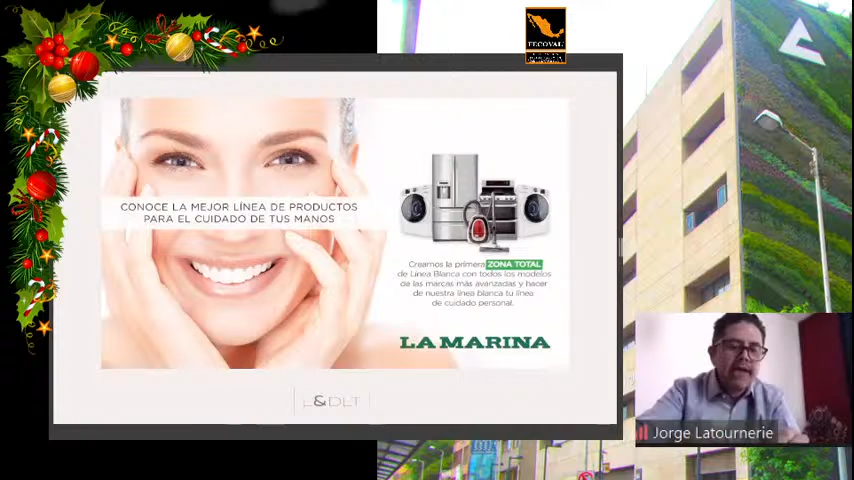 TECOVAL
CONOCE LA MEJOR LÍNEA DE PRODUCTOS
PARA EL CUIDADO DE TUS MANOS
Creamos la primera ZONA TOTAL
de Línea Blanca con todos los modelos
de las marcas más avanzadas y hacer
de nuestra línea blanca tu línea
de cuidado personal.
LA MARINA
L&DLT
Jorge Latournerie